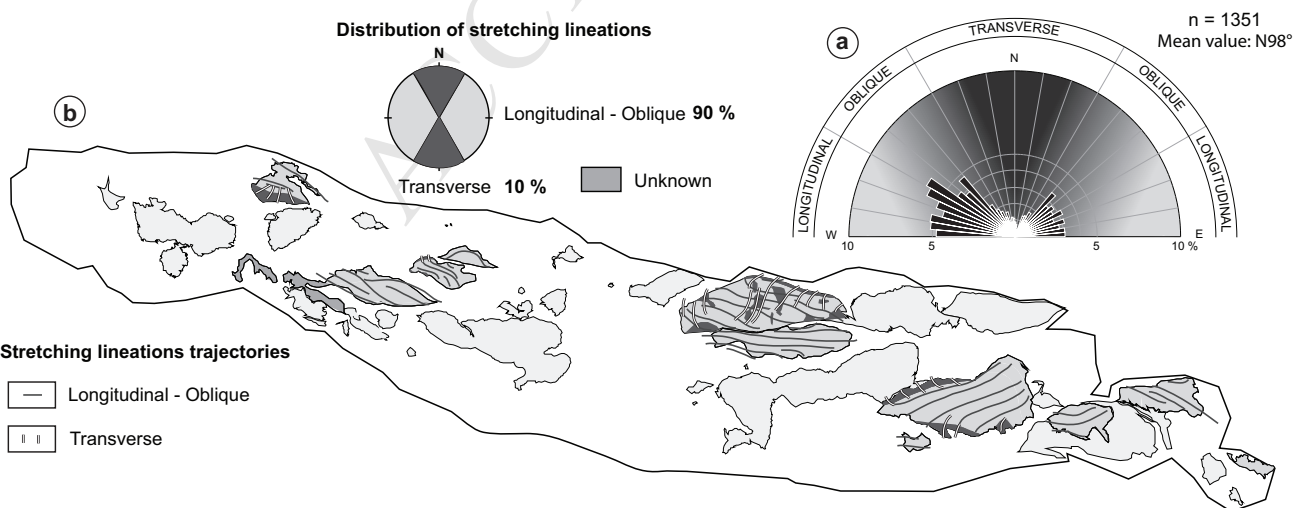 Distribution of stretching lineations
N
Longitudinal - Oblique 90 %
Transverse 10 %
Unknown
ACC
a
n = 1351
Mean value: N98°
TRANSVERSE
OBLIQUE
OBLIQUE
LONGITUDINAL
LONGITUDINAL
N
W
E
10
5
5
10 %
b
Stretching lineations trajectories
Longitudinal - Oblique
Transverse